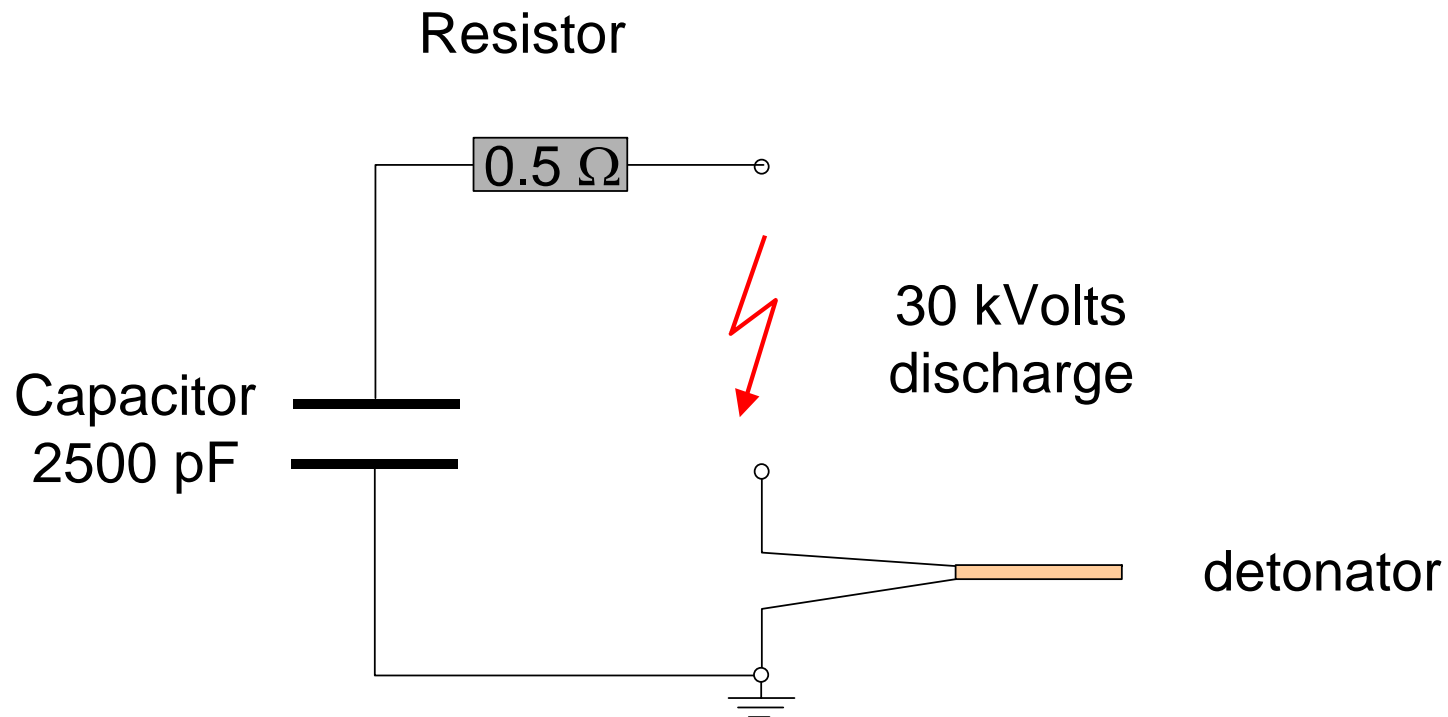 Resistor
0.5 Ω
30 kVolts
discharge
Capacitor
2500 pF
detonator